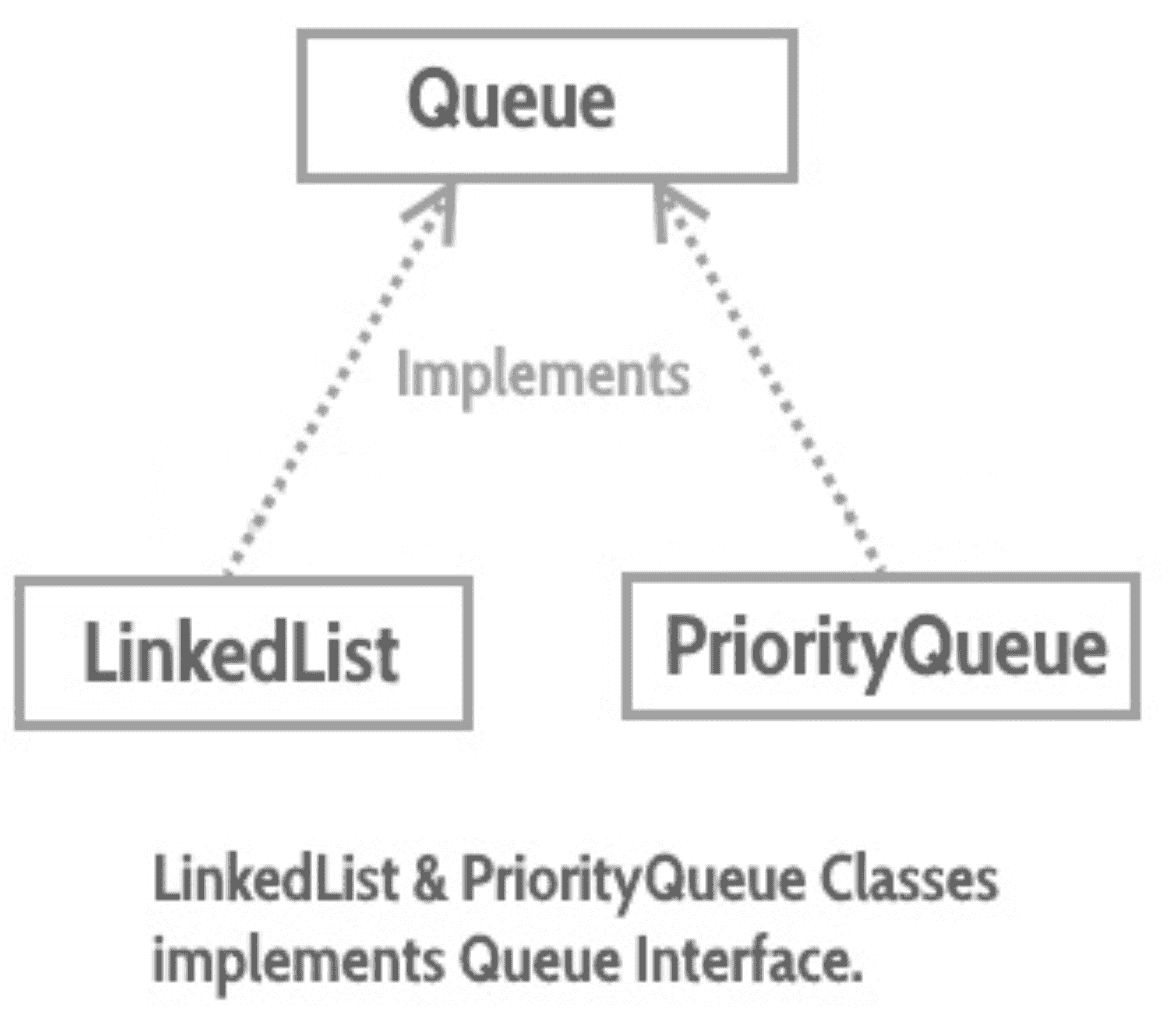 Queue
Implements
LinkedList
PriorityQueue
LinkedList & PriorityQueue Classes
implements Queue Interface.